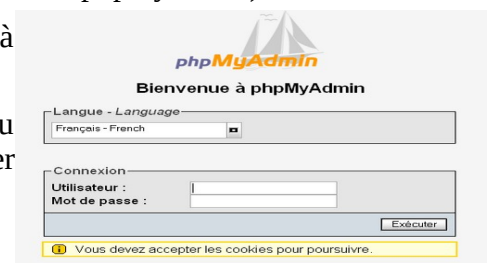 à
u
er
phpMyAdmin
Bienvenue à phpMyAdmin
Langue - Language
Français - French
Connexion
Utilisateur :
Mot de passe :
Exécuter
Vous devez accepter les cookies pour poursuivre.